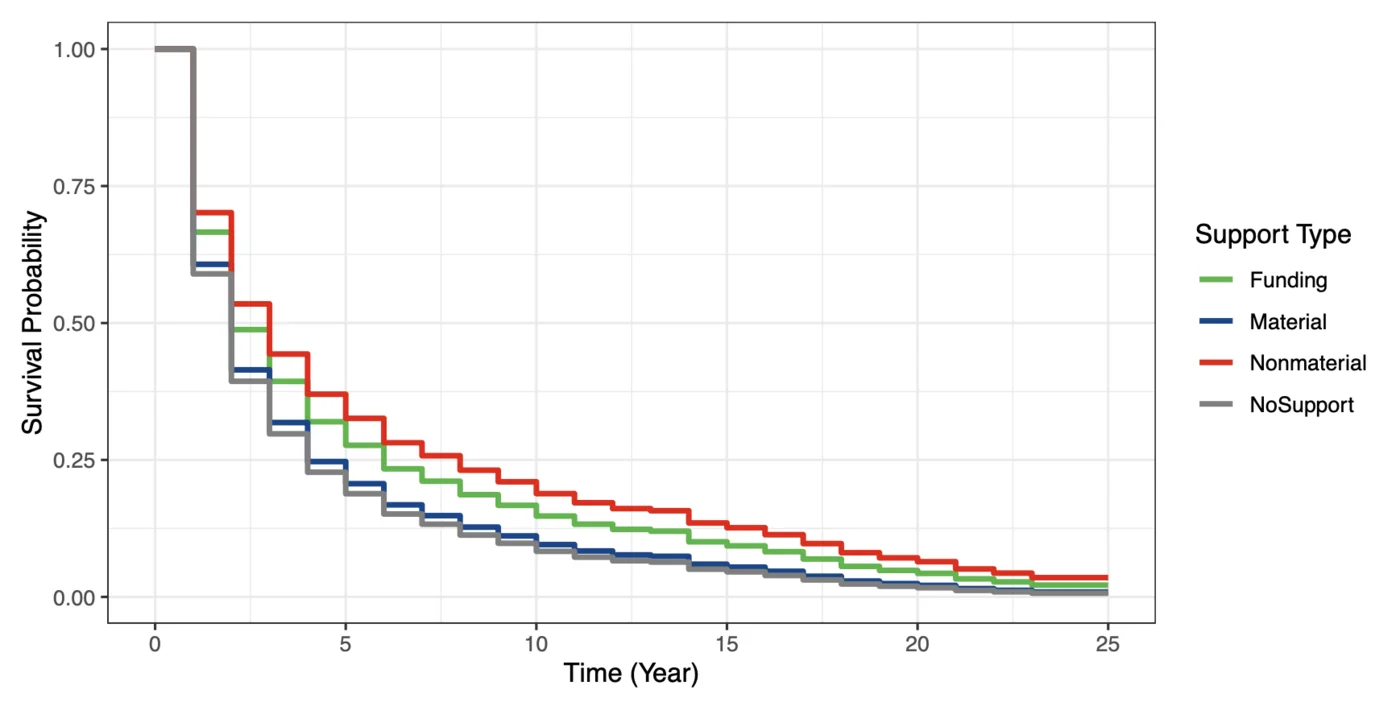 1.00
0.75
0.50
0.25
0.00
Survival Probability
0 5 10 15 20 25
Time (Year)
Support Type
Funding
Material
Nonmaterial
NoSupport